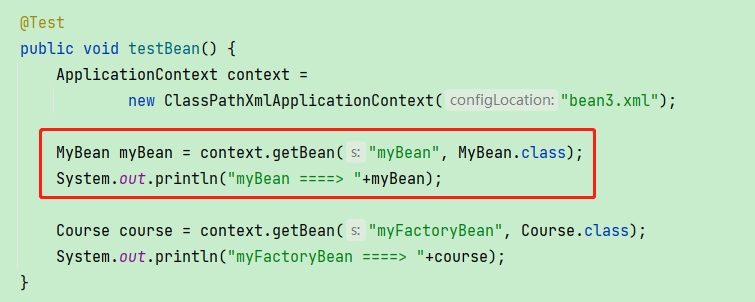 @Test
public void testBean() {
ApplicationContext context =
new ClassPathXmlApplicationContext( configLocation: "bean3.xml");
MyBean myBean = context.getBean( s: "myBean", MyBean.class);
System.out.println("myBean ====> "+myBean);
Course course = context.getBean( s: "myFactoryBean", Course.class);
System.out.println("myFactoryBean ====> "+course);
}